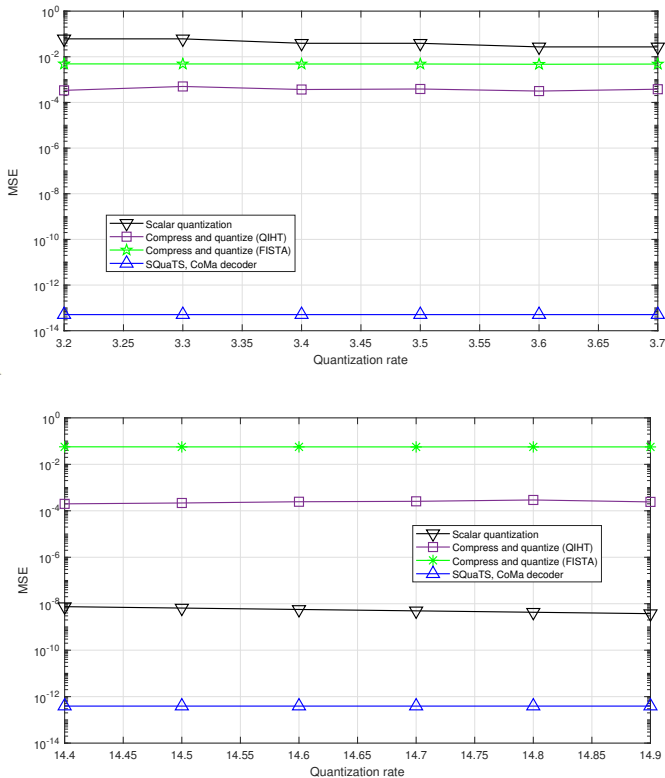 10^0
10^-2
10^-4
10^-6
10^-8
10^-10
10^-12
10^-14
MSE
Scalar quantization
Compress and quantize (QIHT)
Compress and quantize (FISTA)
SQuaTS, CoMa decoder
3.2 3.25 3.3 3.35 3.4 3.45 3.5 3.55 3.6 3.65 3.7
Quantization rate
10^0
10^-2
10^-4
10^-6
10^-8
10^-10
10^-12
10^-14
MSE
Scalar quantization
Compress and quantize (QIHT)
Compress and quantize (FISTA)
SQuaTS, CoMa decoder
14.4 14.45 14.5 14.55 14.6 14.65 14.7 14.75 14.8 14.85 14.9
Quantization rate